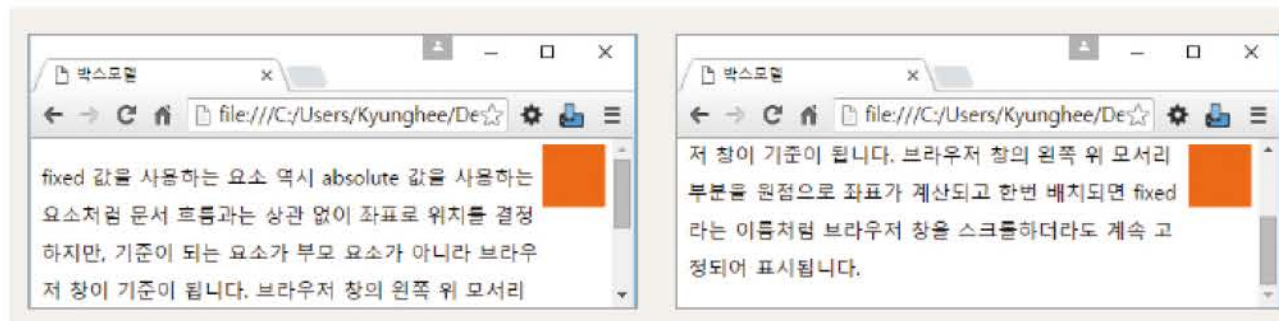 박스모델
file:///C:/Users/Kyunghee/De
fixed 값을 사용하는 요소 역시 absolute 값을 사용하는
요소처럼 문서 흐름과는 상관 없이 좌표로 위치를 결정
하지만, 기준이 되는 요소가 부모 요소가 아니라 브라우
저 창이 기준이 됩니다. 브라우저 창의 왼쪽 위 모서리
박스모델
file:///C:/Users/Kyunghee/De
저 창이 기준이 됩니다. 브라우저 창의 왼쪽 위 모서리
부분을 원점으로 좌표가 계산되고 한번 배치되면 fixed
라는 이름처럼 브라우저 창을 스크롤하더라도 계속 고
정되어 표시됩니다.